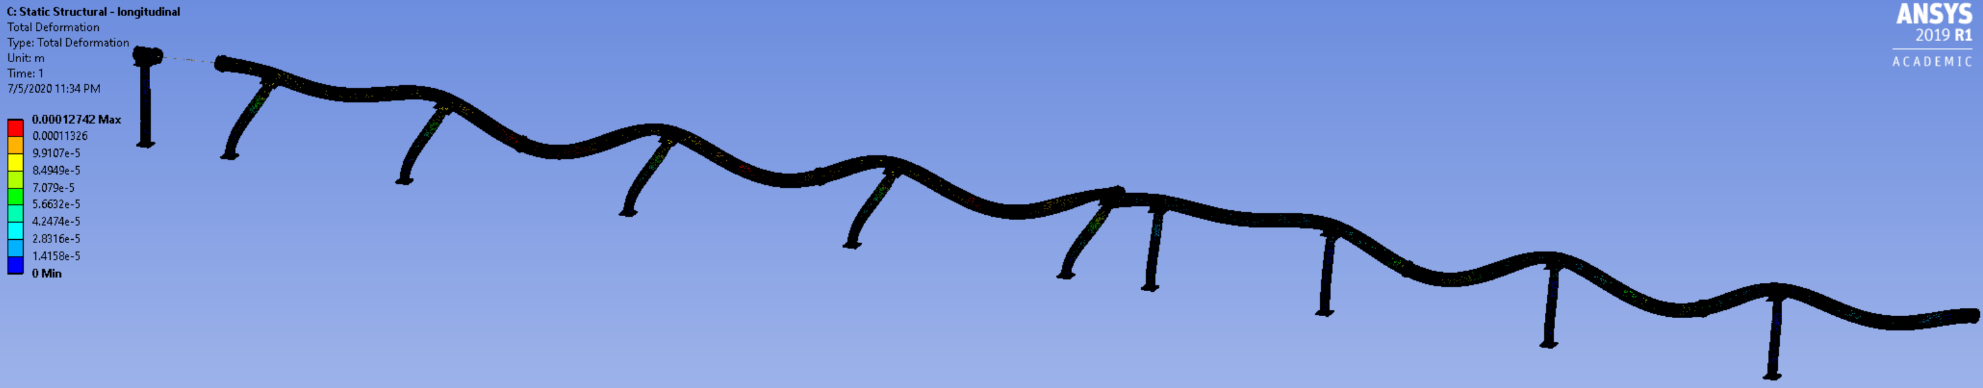 C: Static Structural - longitudinal
Total Deformation
Type: Total Deformation
Unit: m
Time: 1
7/5/2020 11:34 PM
0.00012742 Max
0.00011326
9.9107e-5
8.4949e-5
7.079e-5
5.6632e-5
4.2474e-5
2.8316e-5
1.4158e-5
0 Min
ANSYS
2019 R1
ACADEMIC